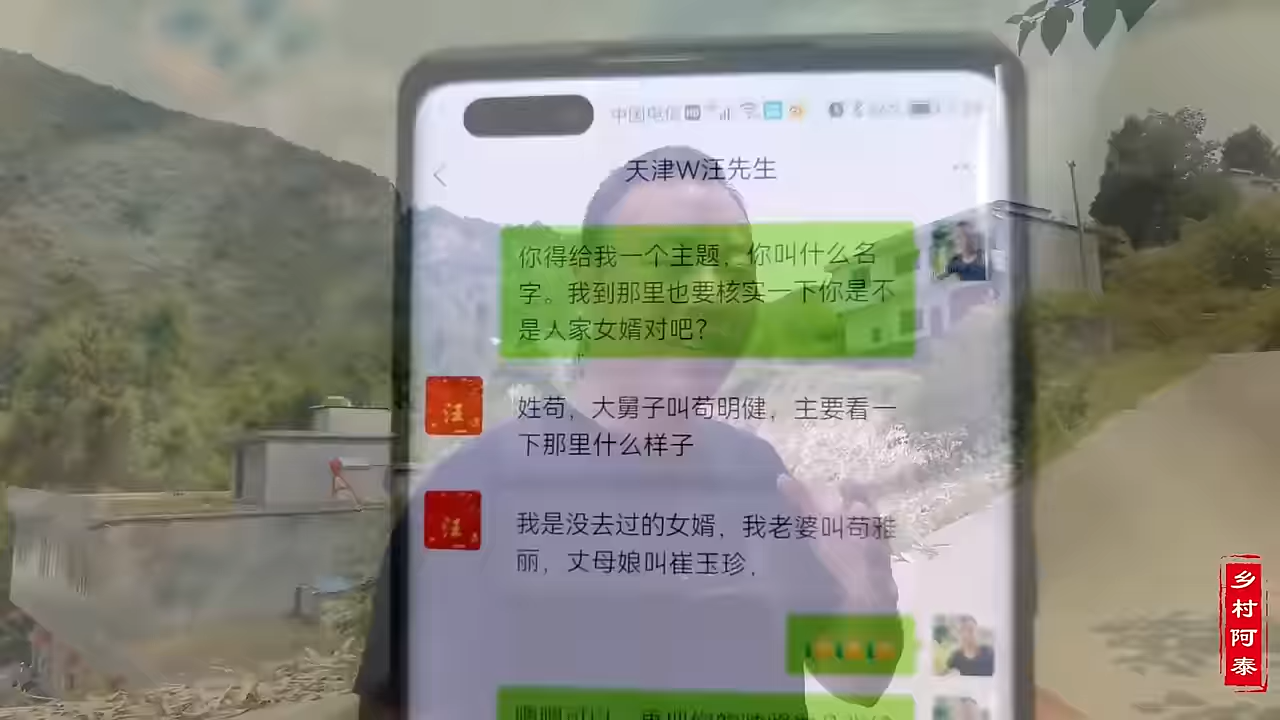 中国电信
天津W汪先生
你得给我一个主题，你叫什么名
字。我到那里也要核实一下你是不
是人家女婿对吧？
汪
姓苟，大舅子叫苟明健，主要看一
下那里什么样子
汪
我是没去过的女婿，我老婆叫苟雅
丽，丈母娘叫崔玉珍，
乡村阿泰